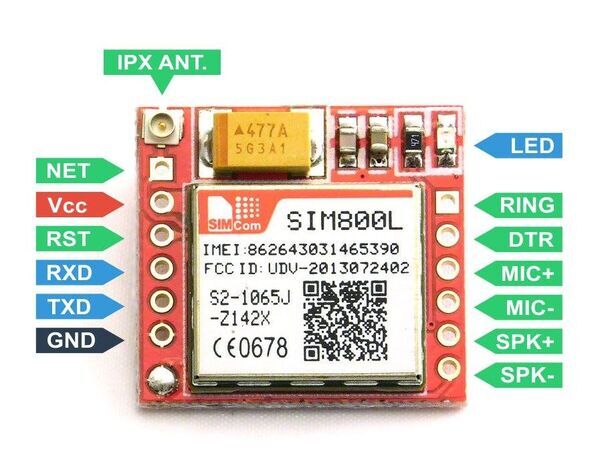 IPX ANT.
477A
5G3A1
471
LED
NET
Vcc
RST
RXD
TXD
GND
SIMCom
SIM800L
IMEI:862643031465390
FCC ID: UDV-2013072402
S2-1065J
-Z142X
CE0678
RING
DTR
MIC+
MIC-
SPK+
SPK-